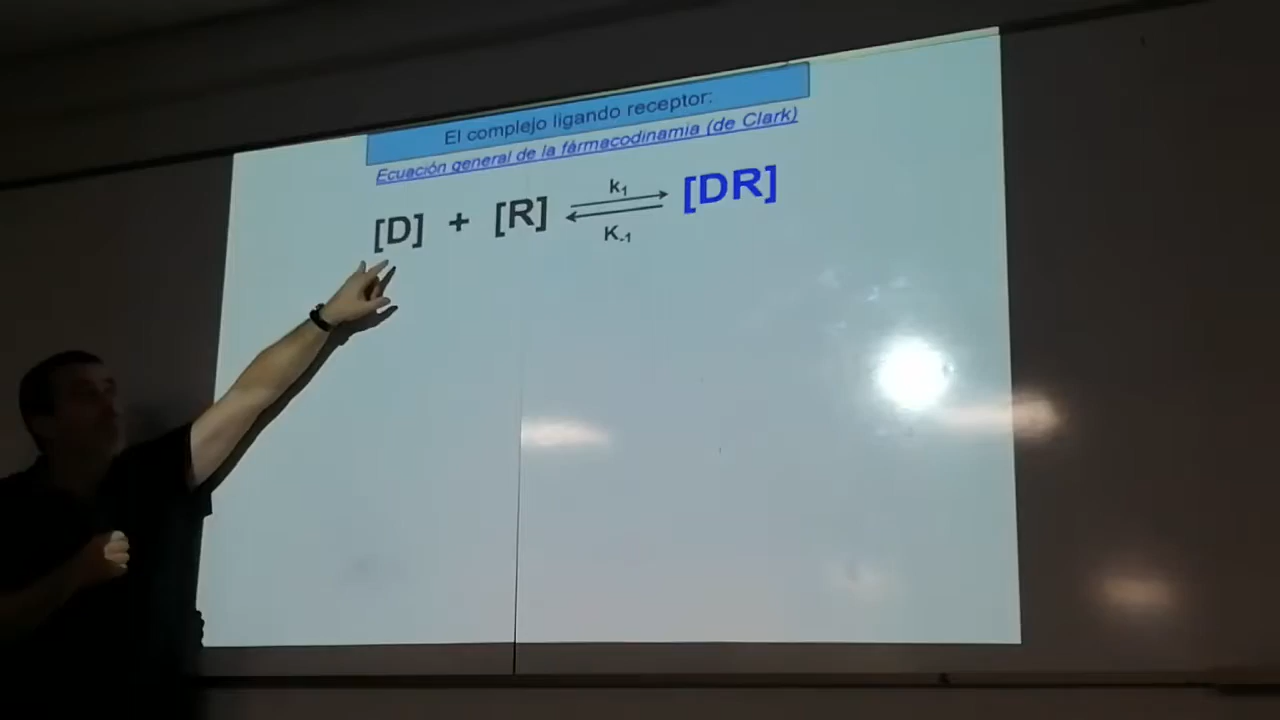 El complejo ligando receptor:
Ecuación general de la fármacodinamia (de Clark)
k₁
[D] + [R] ⇌ [DR]
K₋₁